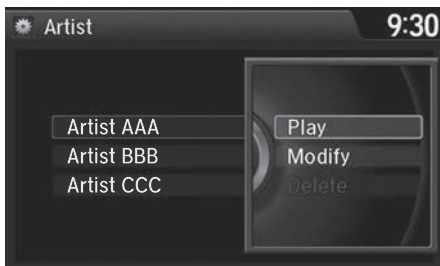 Artist 9:30
Artist AAA
Artist BBB
Artist CCC
Play
Modify
Delete